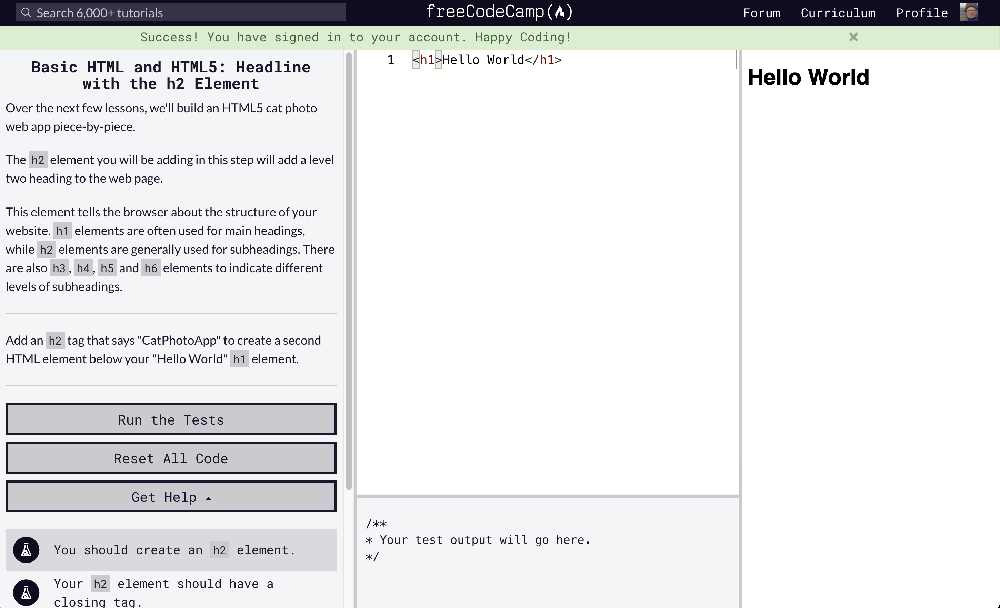 Search 6,000+ tutorials
freeCodeCamp(🔥)
Forum Curriculum Profile
Success! You have signed in to your account. Happy Coding!
×
Basic HTML and HTML5: Headline
with the h2 Element
Over the next few lessons, we'll build an HTML5 cat photo
web app piece-by-piece.
The h2 element you will be adding in this step will add a level
two heading to the web page.
This element tells the browser about the structure of your
website. h1 elements are often used for main headings,
while h2 elements are generally used for subheadings. There
are also h3, h4, h5 and h6 elements to indicate different
levels of subheadings.
Add an h2 tag that says "CatPhotoApp" to create a second
HTML element below your "Hello World" h1 element.
Run the Tests
Reset All Code
Get Help
You should create an h2 element.
Your h2 element should have a
closing tag.
1 <h1>Hello World</h1>
/**
* Your test output will go here.
*/
Hello World